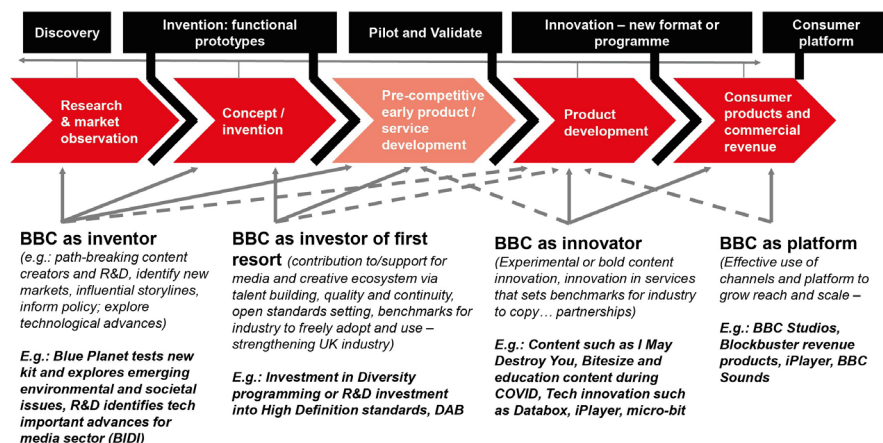 Discovery
Invention: functional
prototypes
Pilot and Validate
Innovation – new format or
programme
Consumer
platform
Research
& market
observation
Concept /
invention
Pre-competitive
early product /
service
development
Product
development
Consumer
products and
commercial
revenue
BBC as inventor
(e.g.: path-breaking content
creators and R&D, identify new
markets, influential storylines,
inform policy; explore
technological advances)
E.g.: Blue Planet tests new
kit and explores emerging
environmental and societal
issues, R&D identifies tech
important advances for
media sector (BIDI)
BBC as investor of first
resort (contribution to/support for
media and creative ecosystem via
talent building, quality and continuity,
open standards setting, benchmarks for
industry to freely adopt and use –
strengthening UK industry)
E.g.: Investment in Diversity
programming or R&D investment
into High Definition standards, DAB
BBC as innovator
(Experimental or bold content
innovation, innovation in services
that sets benchmarks for industry
to copy… partnerships)
E.g.: Content such as I May
Destroy You, Bitesize and
education content during
COVID, Tech innovation such
as Databox, iPlayer, micro-bit
BBC as platform
(Effective use of
channels and platform to
grow reach and scale –
E.g.: BBC Studios,
Blockbuster revenue
products, iPlayer, BBC
Sounds